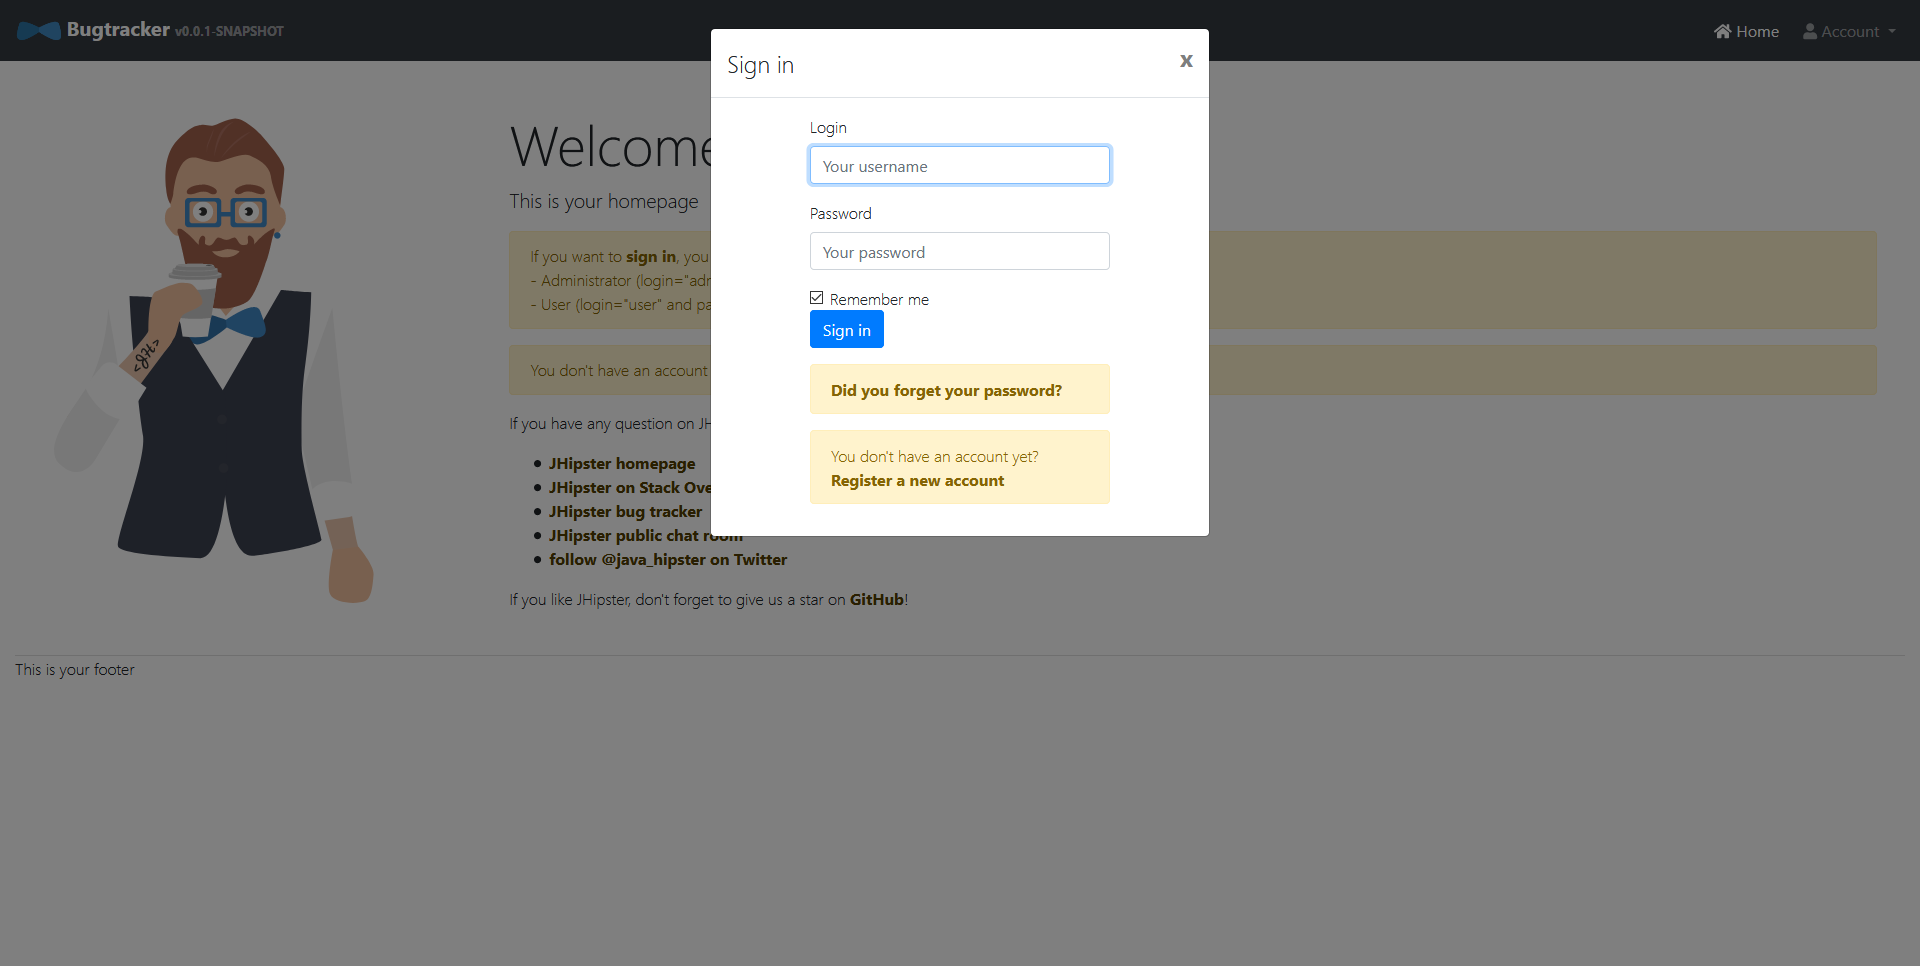 Bugtracker v0.0.1-SNAPSHOT
Home
Account
Sign in
x
Login
Your username
Password
Your password
Remember me
Sign in
Did you forget your password?
You don't have an account yet?
Register a new account
Welcome
This is your homepage
If you want to sign in, you
- Administrator (login="adm
- User (login="user" and pa
You don't have an account
If you have any question on JH
JHipster homepage
JHipster on Stack Ove
JHipster bug tracker
JHipster public chat room
follow @java_hipster on Twitter
If you like JHipster, don't forget to give us a star on GitHub!
<JH>
This is your footer